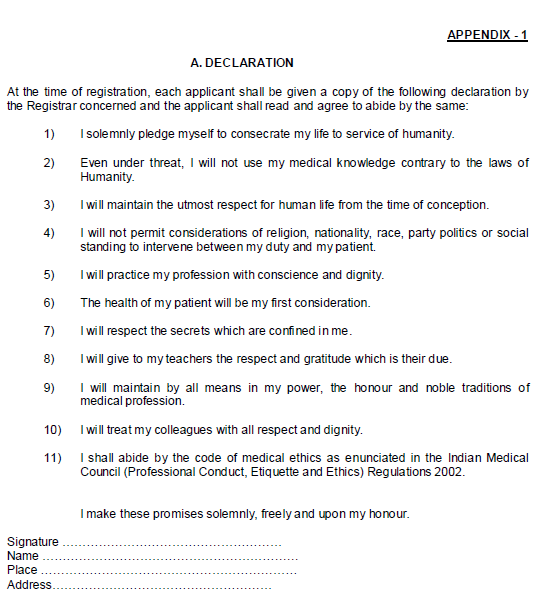 APPENDIX - 1
A. DECLARATION
At the time of registration, each applicant shall be given a copy of the following declaration by
the Registrar concerned and the applicant shall read and agree to abide by the same:
1) I solemnly pledge myself to consecrate my life to service of humanity.
2) Even under threat, I will not use my medical knowledge contrary to the laws of
Humanity.
3) I will maintain the utmost respect for human life from the time of conception.
4) I will not permit considerations of religion, nationality, race, party politics or social
standing to intervene between my duty and my patient.
5) I will practice my profession with conscience and dignity.
6) The health of my patient will be my first consideration.
7) I will respect the secrets which are confined in me.
8) I will give to my teachers the respect and gratitude which is their due.
9) I will maintain by all means in my power, the honour and noble traditions of
medical profession.
10) I will treat my colleagues with all respect and dignity.
11) I shall abide by the code of medical ethics as enunciated in the Indian Medical
Council (Professional Conduct, Etiquette and Ethics) Regulations 2002.
I make these promises solemnly, freely and upon my honour.
Signature ……………………………………………….
Name ……………………………………………………….
Place ……………………………………………………….
Address……………………………………………….